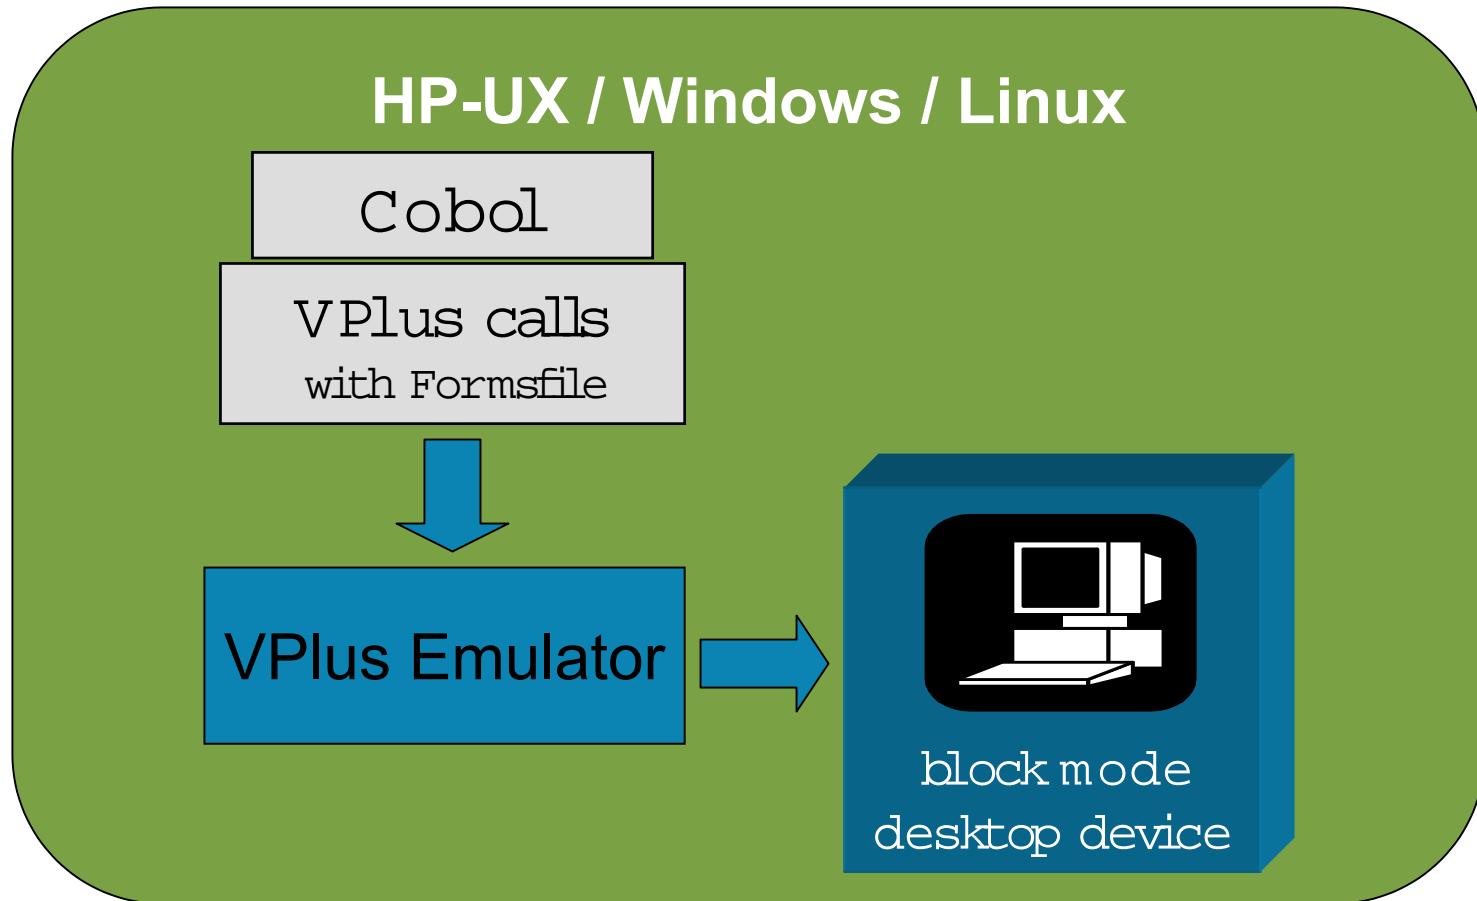 HP-UX / Windows / Linux
Cobol
VPlus calls
with Formsfile
VPlus Emulator
block mode
desktop device